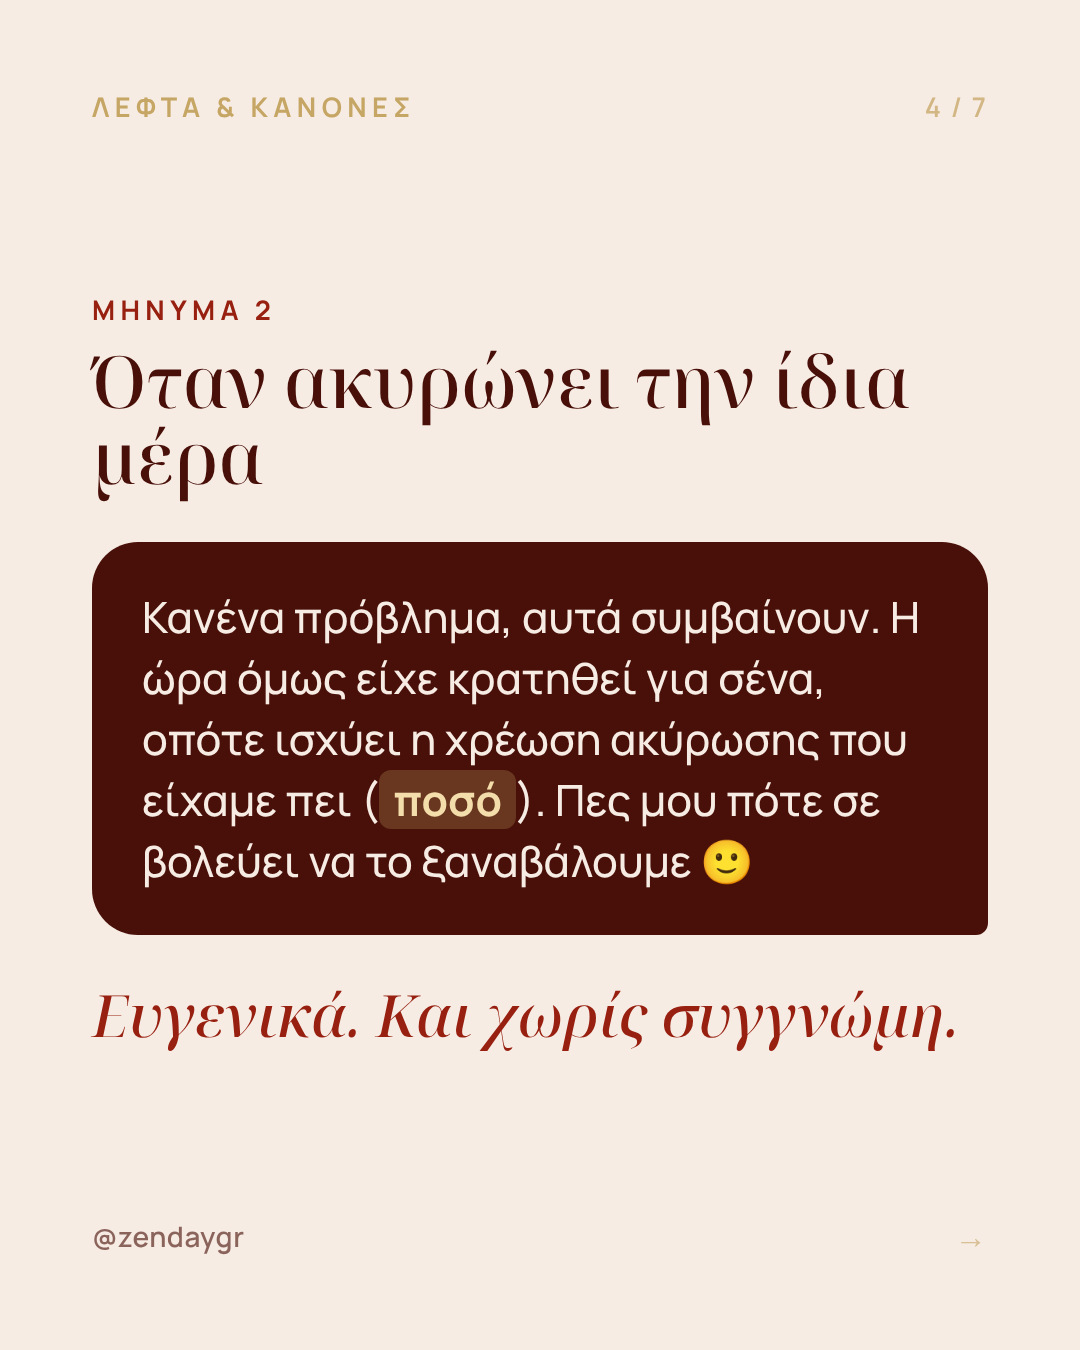 ΛΕΦΤΑ & ΚΑΝΟΝΕΣ
4 / 7
ΜΗΝΥΜΑ 2
Όταν ακυρώνει την ίδια
μέρα
Κανένα πρόβλημα, αυτά συμβαίνουν. Η
ώρα όμως είχε κρατηθεί για σένα,
οπότε ισχύει η χρέωση ακύρωσης που
είχαμε πει (ποσό). Πες μου πότε σε
βολεύει να το ξαναβάλουμε 🙂
Ευγενικά. Και χωρίς συγγνώμη.
@zendaygr
→